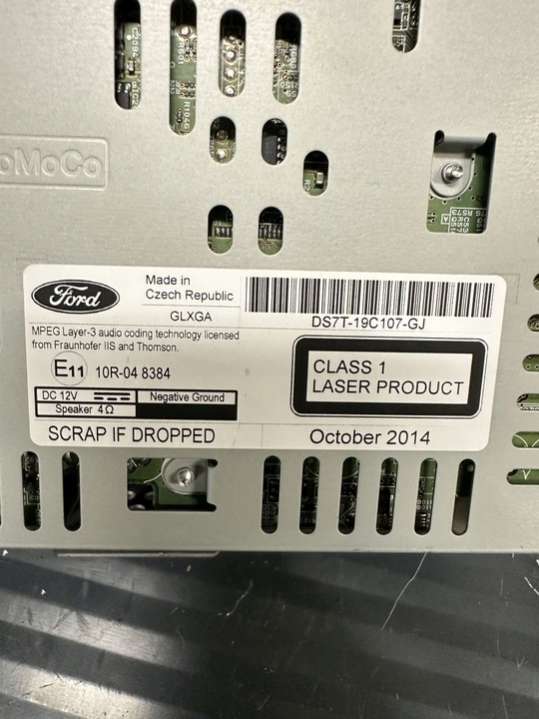 oMoCo
Ford
Made in
Czech Republic
GLXGA
DS7T-19C107-GJ
MPEG Layer-3 audio coding technology licensed
from Fraunhofer IIS and Thomson.
E11 10R-04 8384
CLASS 1
LASER PRODUCT
DC 12V
Negative Ground
Speaker 4Ω
SCRAP IF DROPPED
October 2014